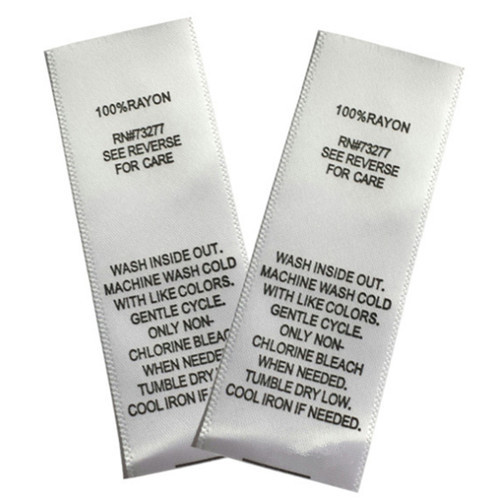 100%RAYON
RN#73277
SEE REVERSE
FOR CARE
WASH INSIDE OUT.
MACHINE WASH COLD
WITH LIKE COLORS.
GENTLE CYCLE.
ONLY NON-
CHLORINE BLEAC
WHEN NEEDED.
TUMBLE DRY
COOL IRON IF
100%RAYON
RN#73277
SEE REVERSE
FOR CARE
WASH INSIDE OUT.
MACHINE WASH COLD
WITH LIKE COLORS.
GENTLE CYCLE.
ONLY NON-
CHLORINE BLEACH
WHEN NEEDED.
TUMBLE DRY LOW.
COOL IRON IF NEEDED.